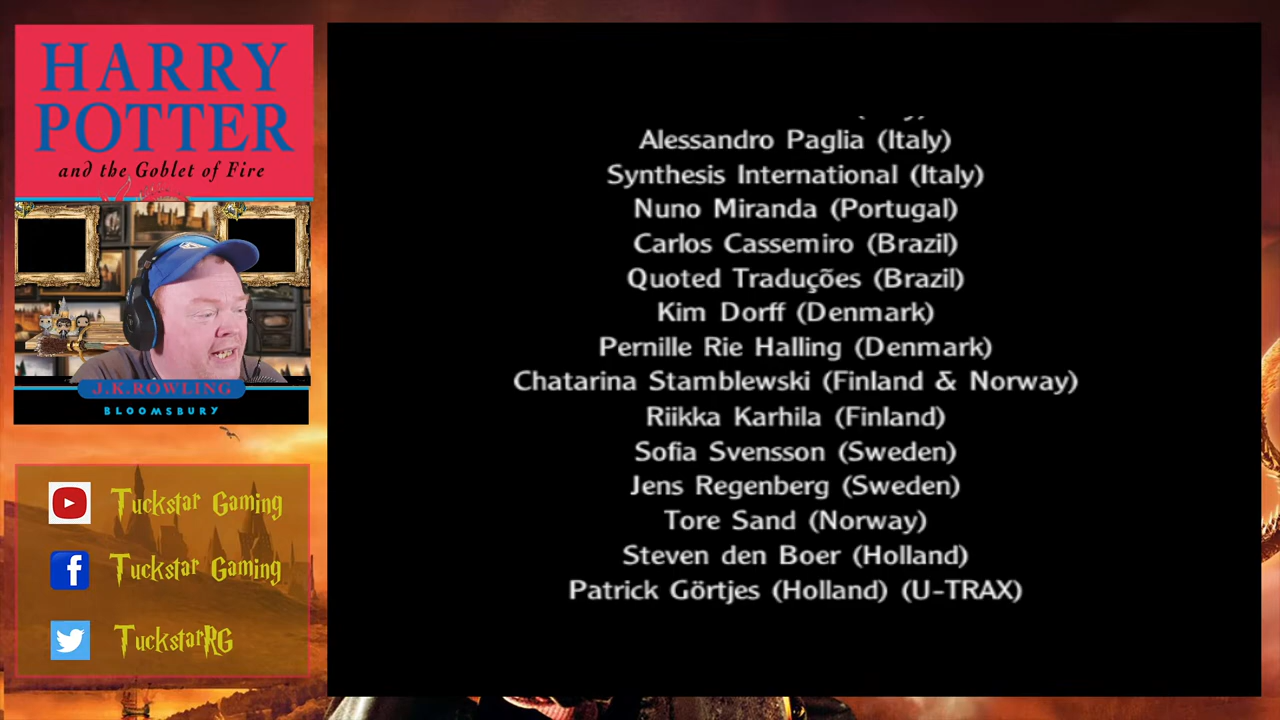 HARRY
POTTER
and the Goblet of Fire
J.K.ROWLING
BLOOMSBURY
Tuckstar Gaming
Tuckstar Gaming
TuckstarRG
Alessandro Paglia (Italy)
Synthesis International (Italy)
Nuno Miranda (Portugal)
Carlos Cassemiro (Brazil)
Quoted Traduções (Brazil)
Kim Dorff (Denmark)
Pernille Rie Halling (Denmark)
Chatarina Stamblewski (Finland & Norway)
Riikka Karhila (Finland)
Sofia Svensson (Sweden)
Jens Regenberg (Sweden)
Tore Sand (Norway)
Steven den Boer (Holland)
Patrick Görtjes (Holland) (U-TRAX)